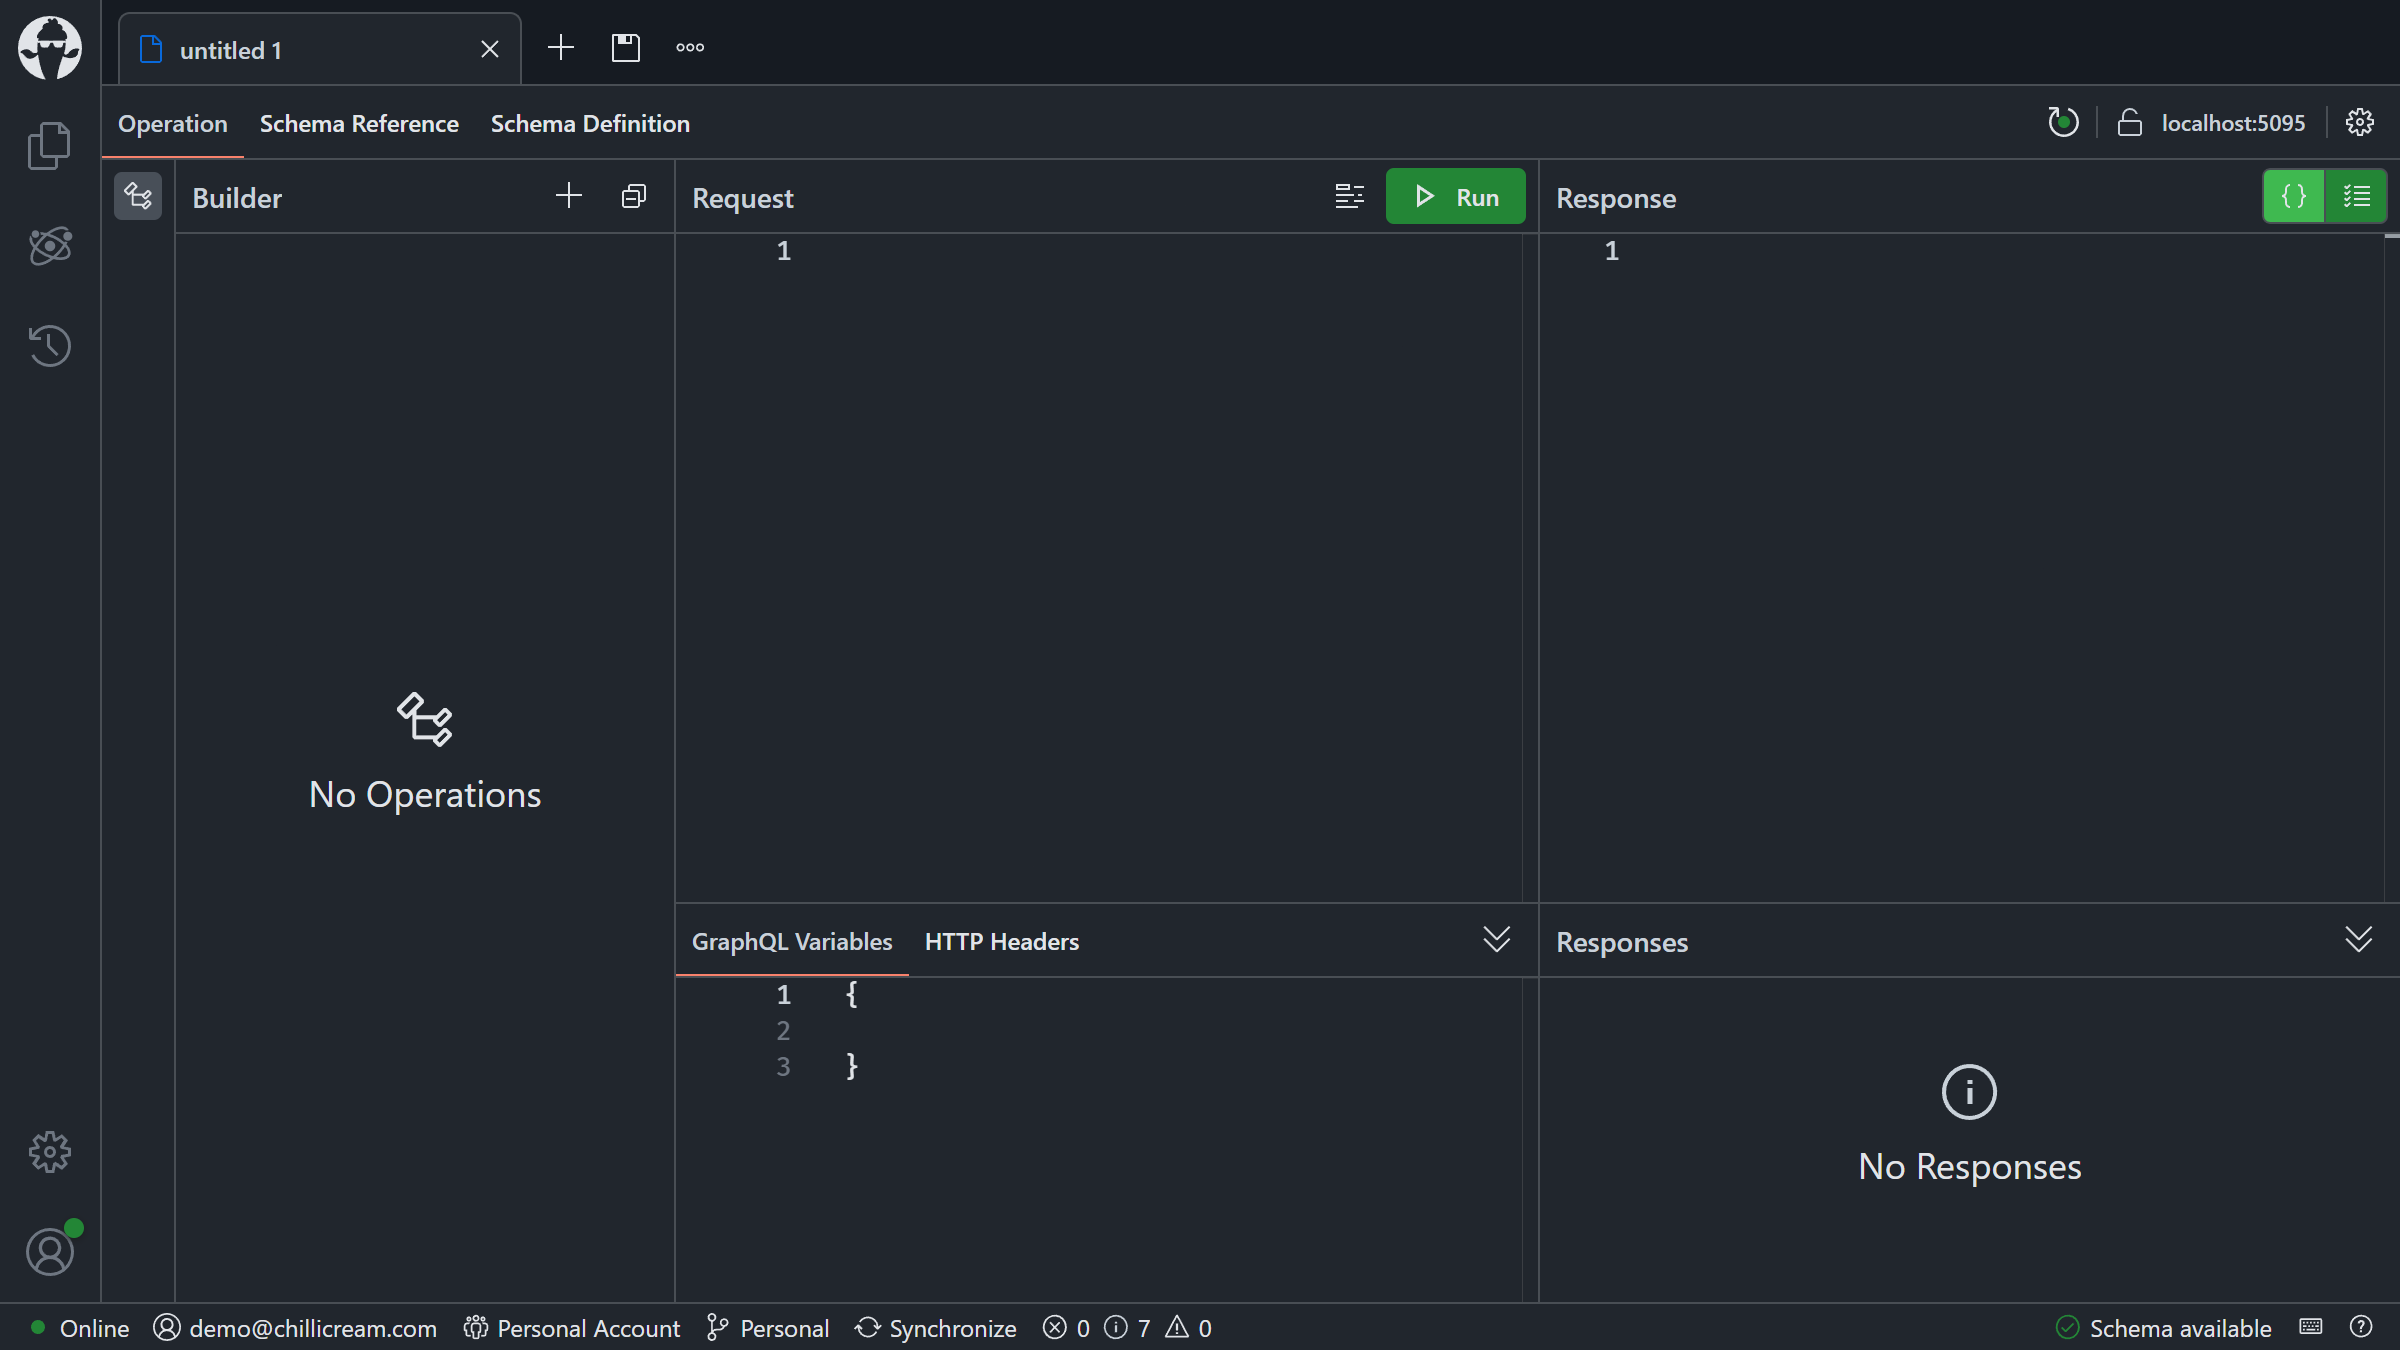 untitled 1
Operation Schema Reference Schema Definition localhost:5095
Builder
Request
Run
Response
1
1
No Operations
GraphQL Variables HTTP Headers
Responses
1 {
2
3 }
No Responses
Online demo@chillicream.com Personal Account Personal Synchronize 0 7 0 Schema available